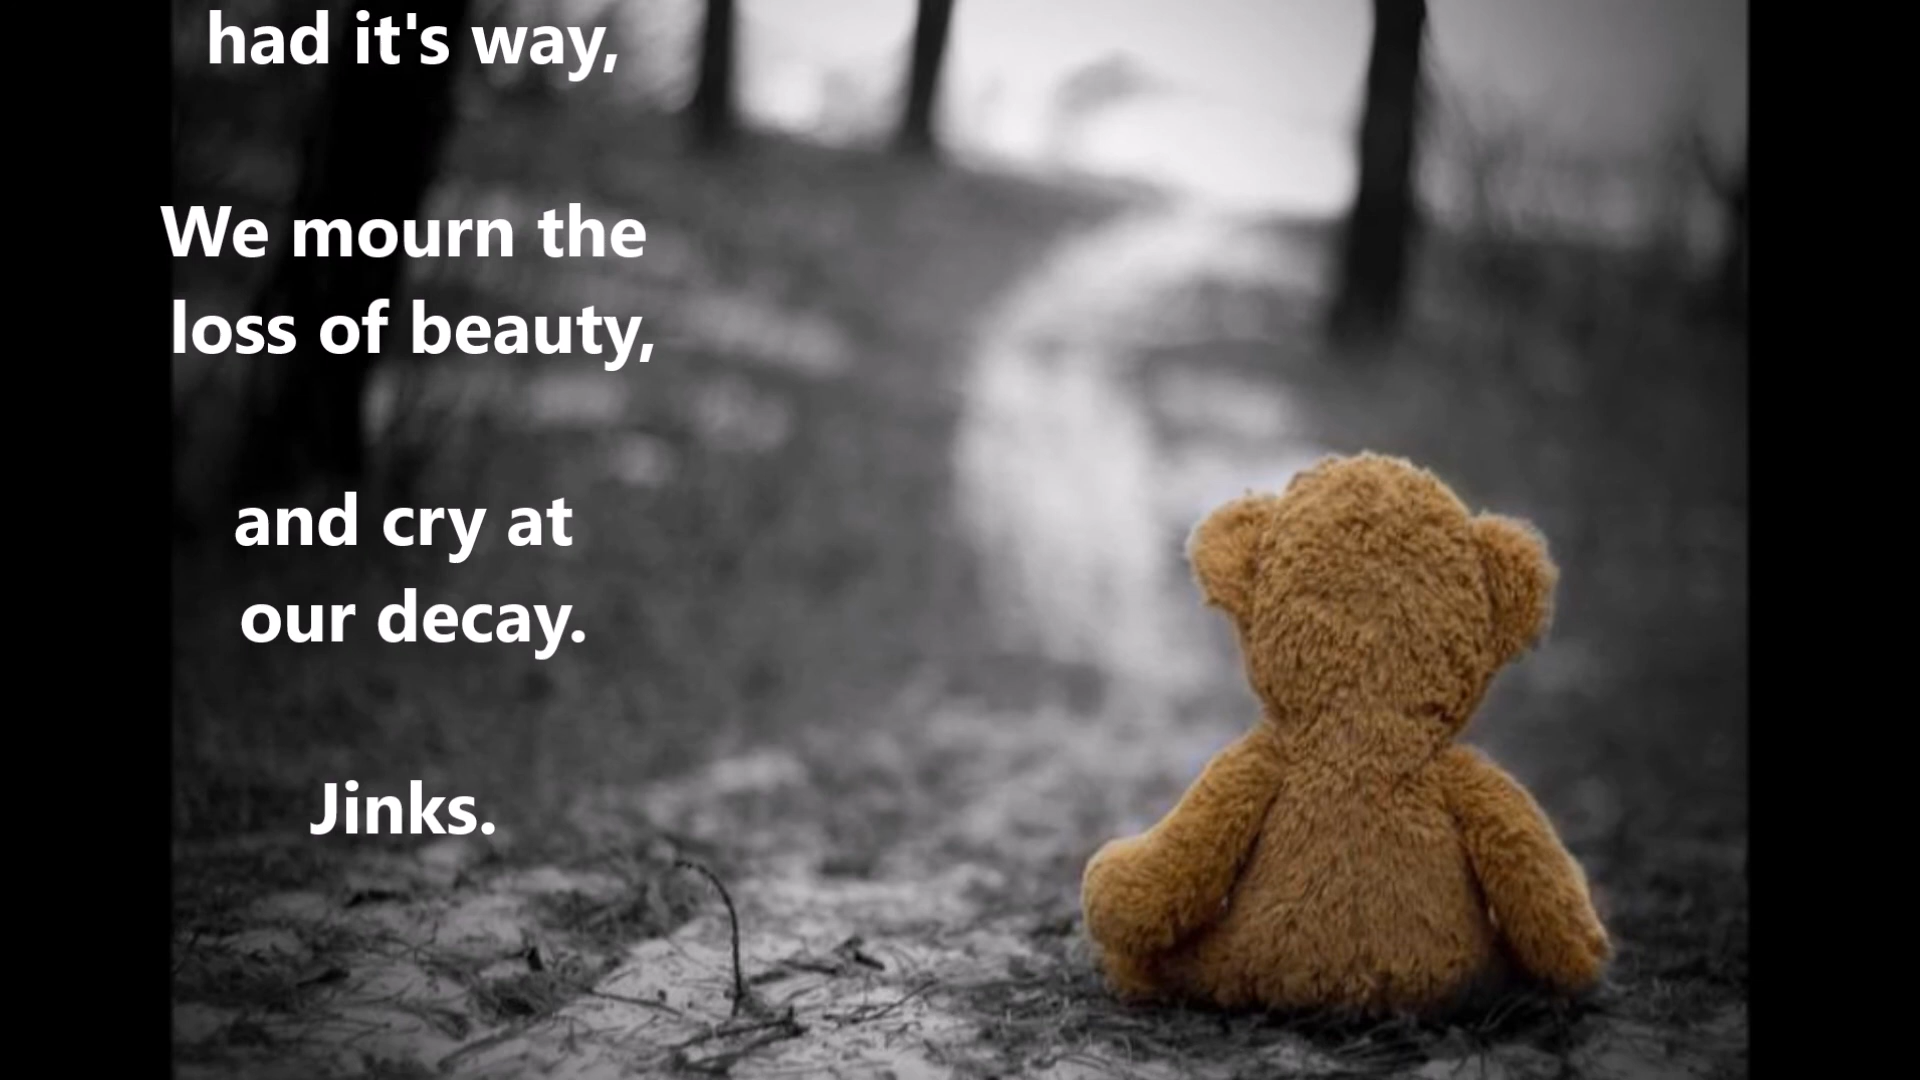 had it's way,
We mourn the
loss of beauty,
and cry at
our decay.
Jinks.